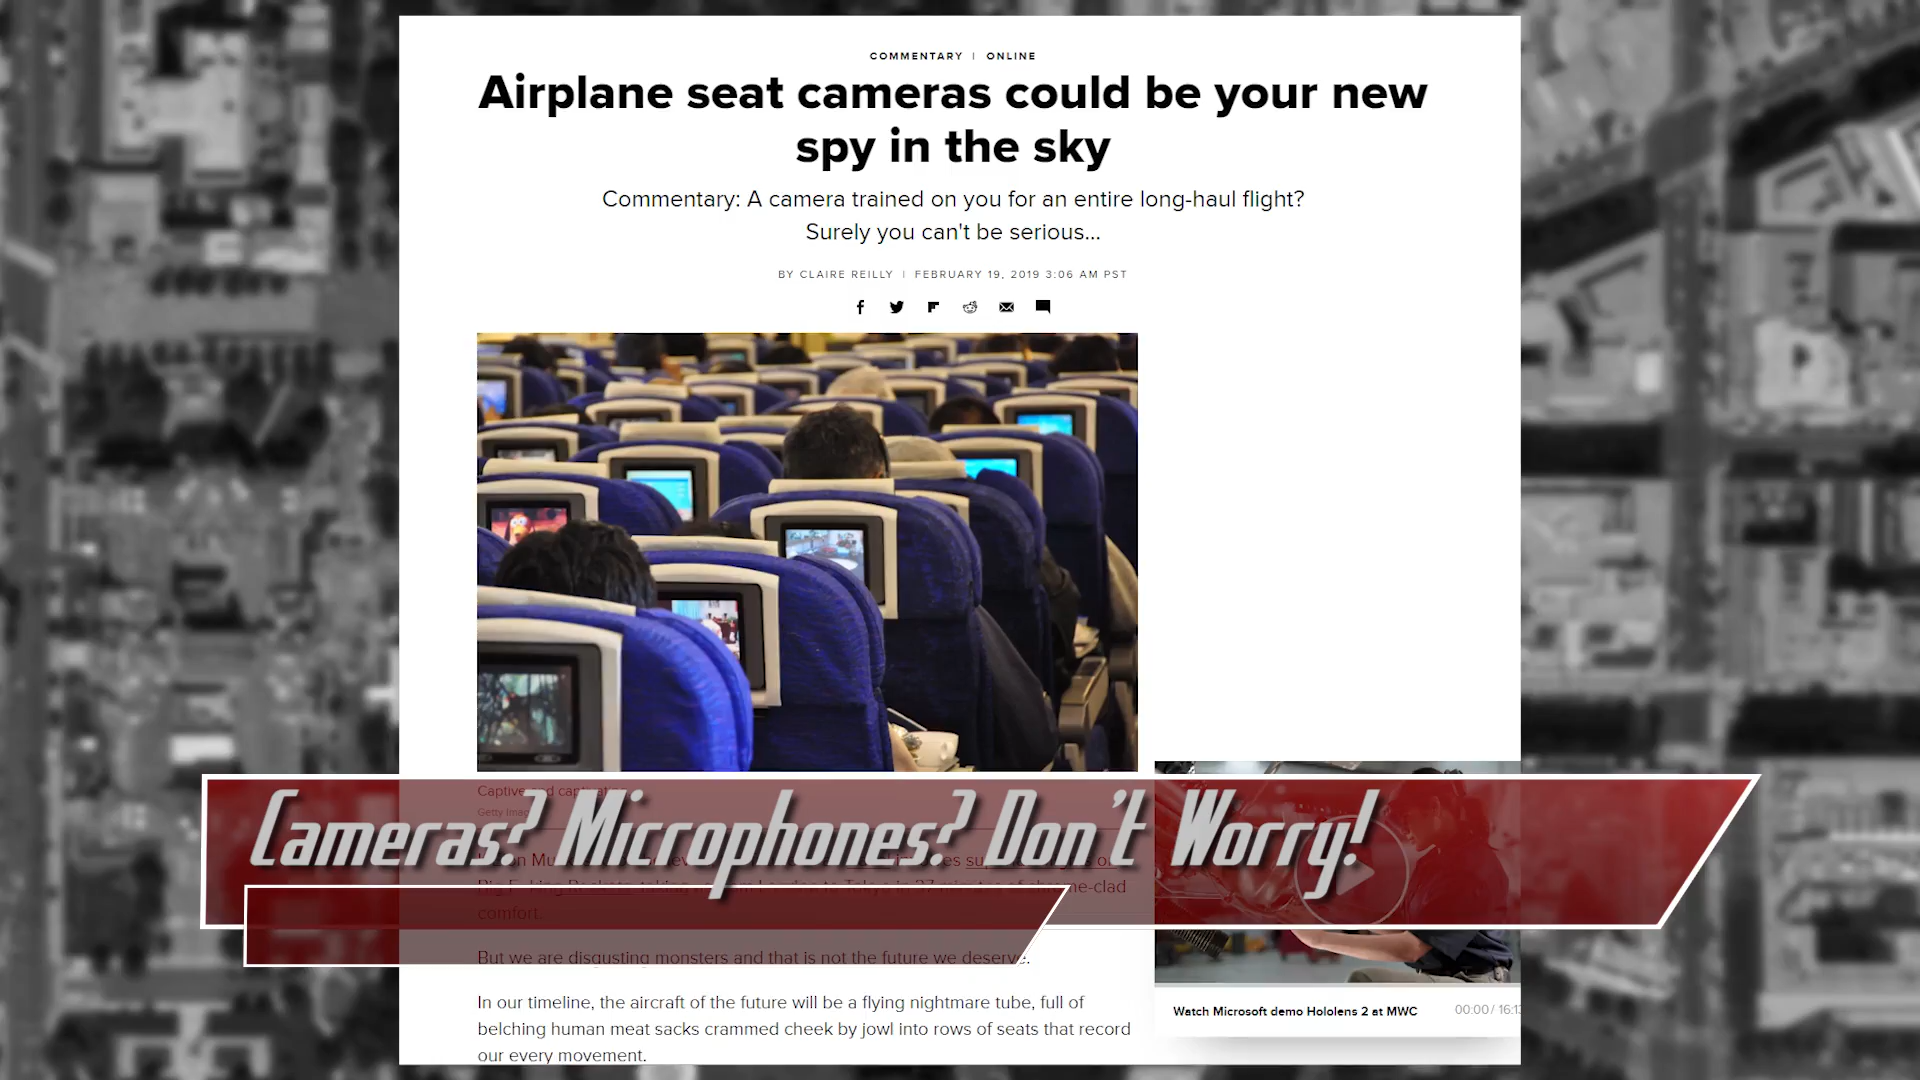 COMMENTARY | ONLINE
Airplane seat cameras could be your new
spy in the sky
Commentary: A camera trained on you for an entire long-haul flight?
Surely you can't be serious...
BY CLAIRE REILLY | FEBRUARY 19, 2019 3:06 AM PST
Cameras? Microphones? Don't Worry!
comfort.
But we are disgusting monsters and that is not the future we deserve.
In our timeline, the aircraft of the future will be a flying nightmare tube, full of
belching human meat sacks crammed cheek by jowl into rows of seats that record
our every movement.
Watch Microsoft demo Hololens 2 at MWC
00:00 / 16:13